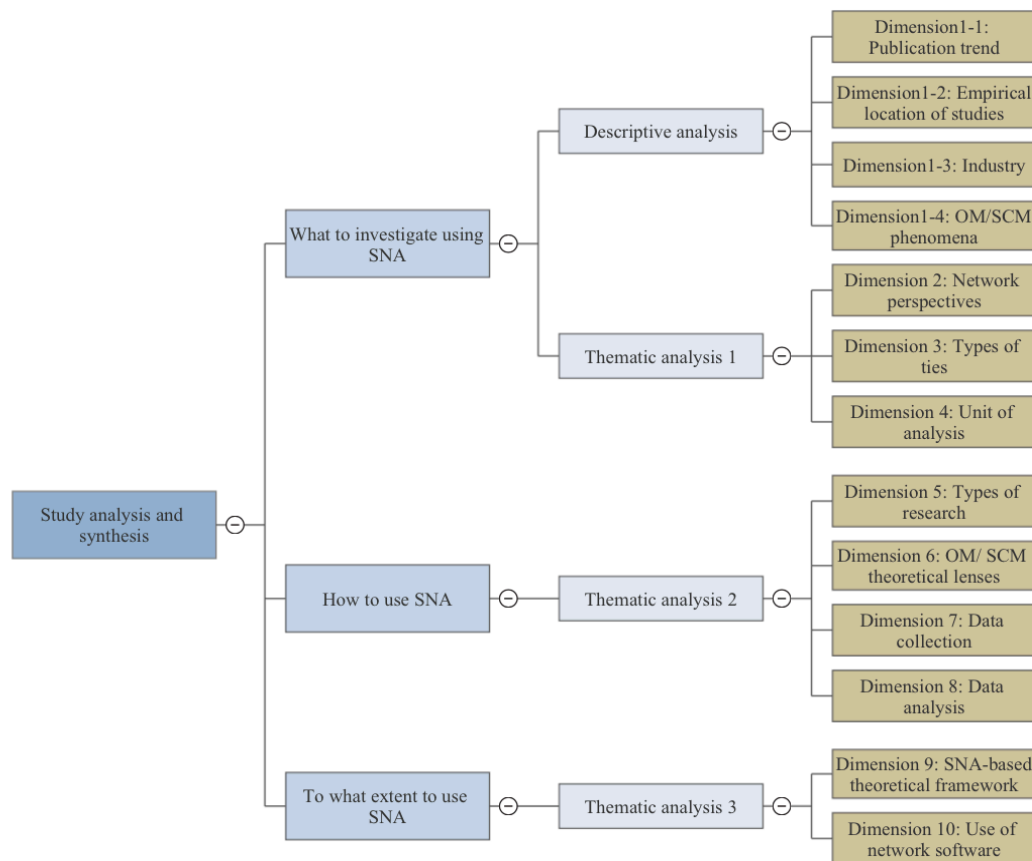 Study analysis and
synthesis
What to investigate using
SNA
Descriptive analysis
Dimension1-1:
Publication trend
Dimension1-2: Empirical
location of studies
Dimension1-3: Industry
Dimension1-4: OM/SCM
phenomena
Thematic analysis 1
Dimension 2: Network
perspectives
Dimension 3: Types of
ties
Dimension 4: Unit of
analysis
How to use SNA
Thematic analysis 2
Dimension 5: Types of
research
Dimension 6: OM/ SCM
theoretical lenses
Dimension 7: Data
collection
Dimension 8: Data
analysis
To what extent to use
SNA
Thematic analysis 3
Dimension 9: SNA-based
theoretical framework
Dimension 10: Use of
network software